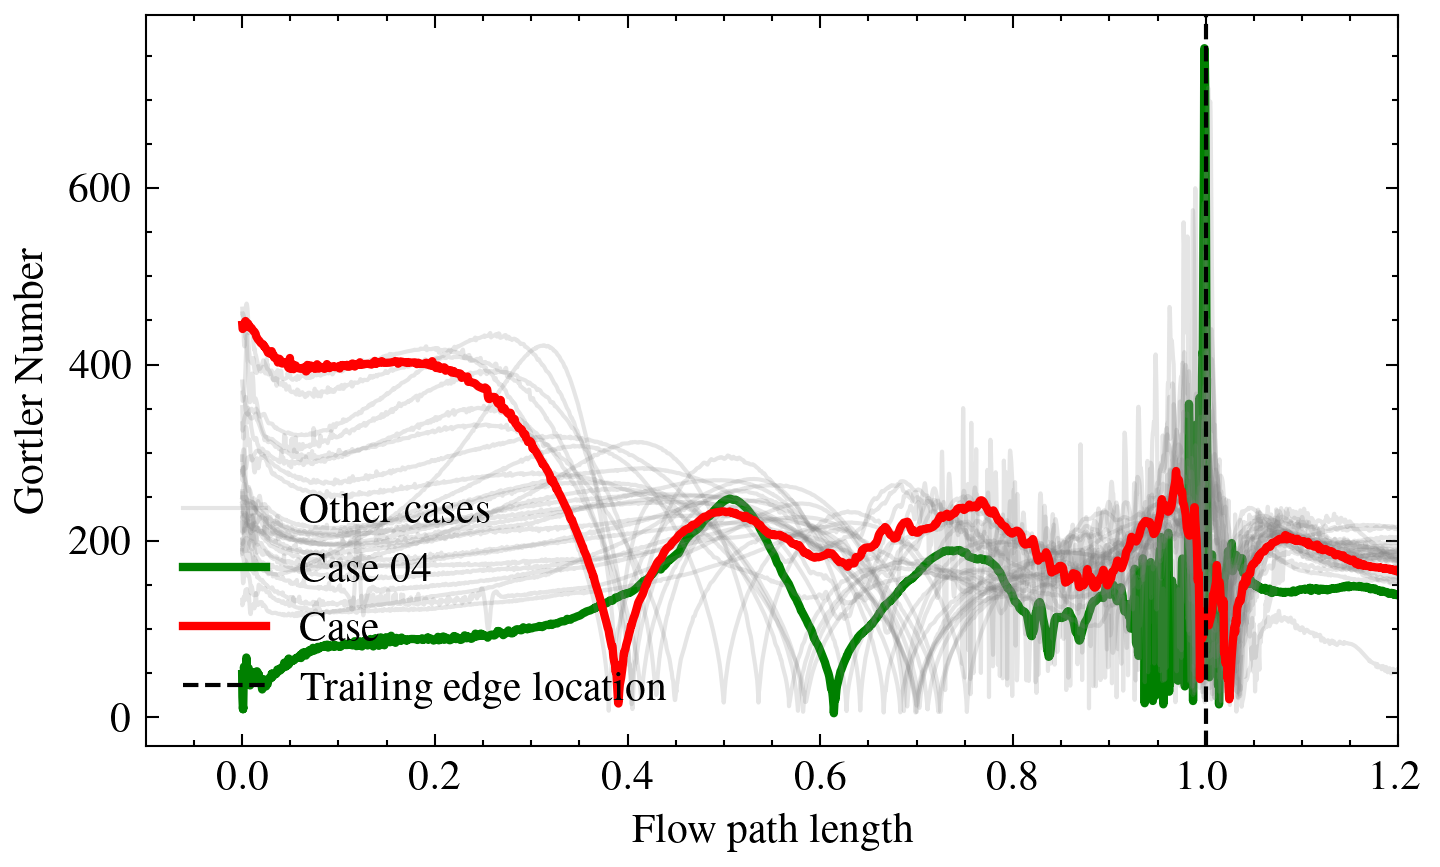 Gortler Number
600
400
200
0
Other cases
Case 04
Case
Trailing edge location
0.0 0.2 0.4 0.6 0.8 1.0 1.2
Flow path length